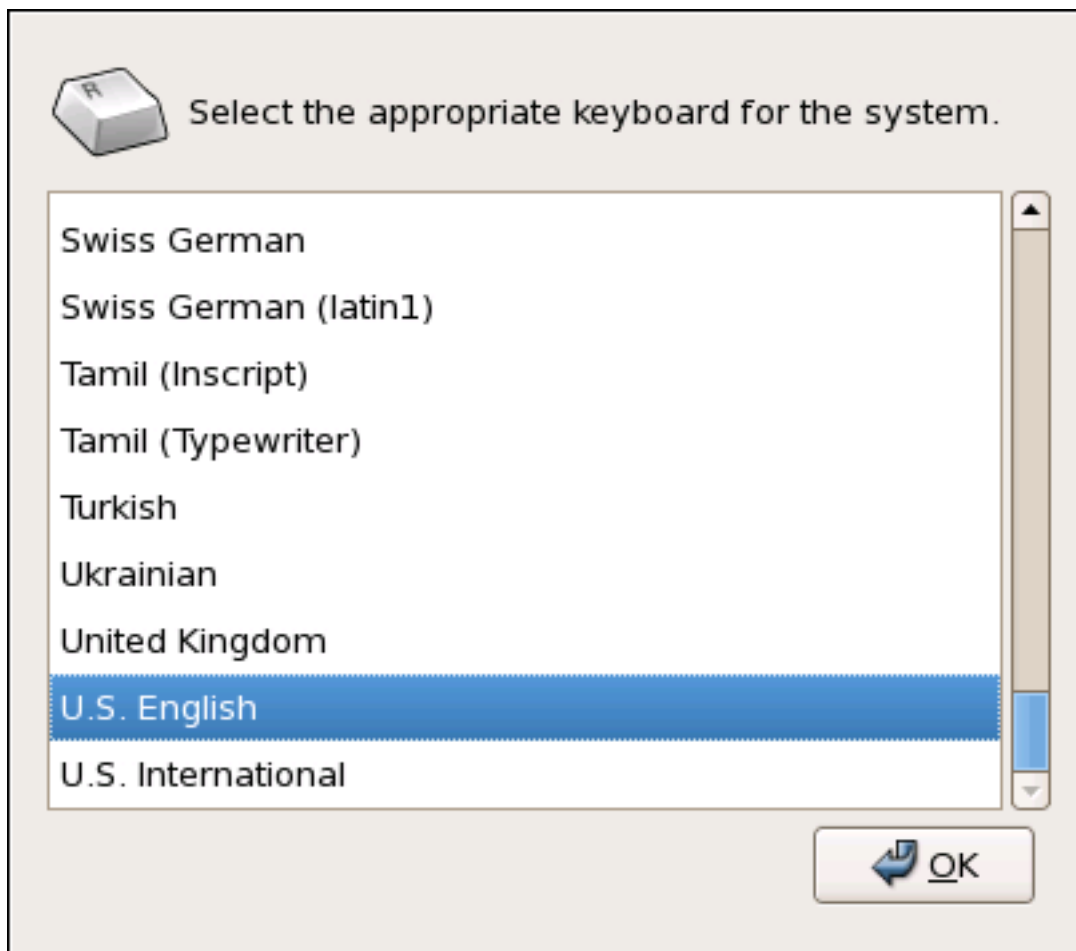 R
Select the appropriate keyboard for the system.
Swiss German
Swiss German (latin1)
Tamil (Inscript)
Tamil (Typewriter)
Turkish
Ukrainian
United Kingdom
U.S. English
U.S. International
OK